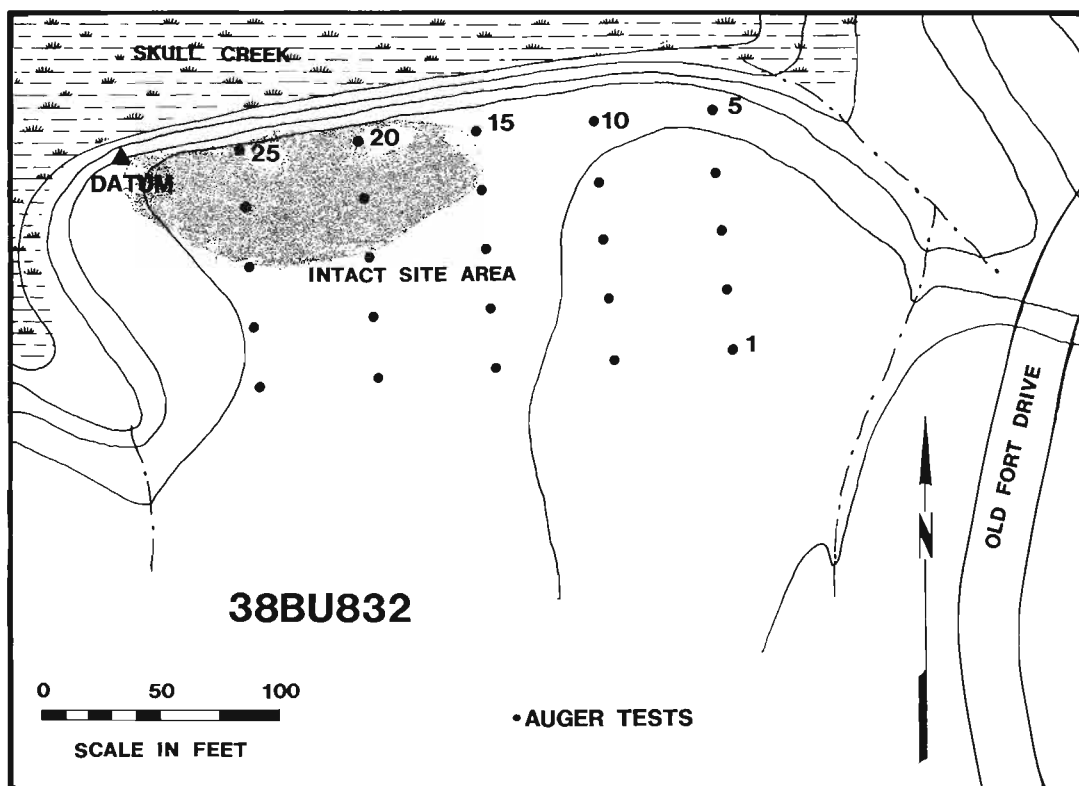 SKULL CREEK
5
10
15
20
25
DATUM
INTACT SITE AREA
1
OLD FORT DRIVE
N
38BU832
0 50 100
SCALE IN FEET
AUGER TESTS